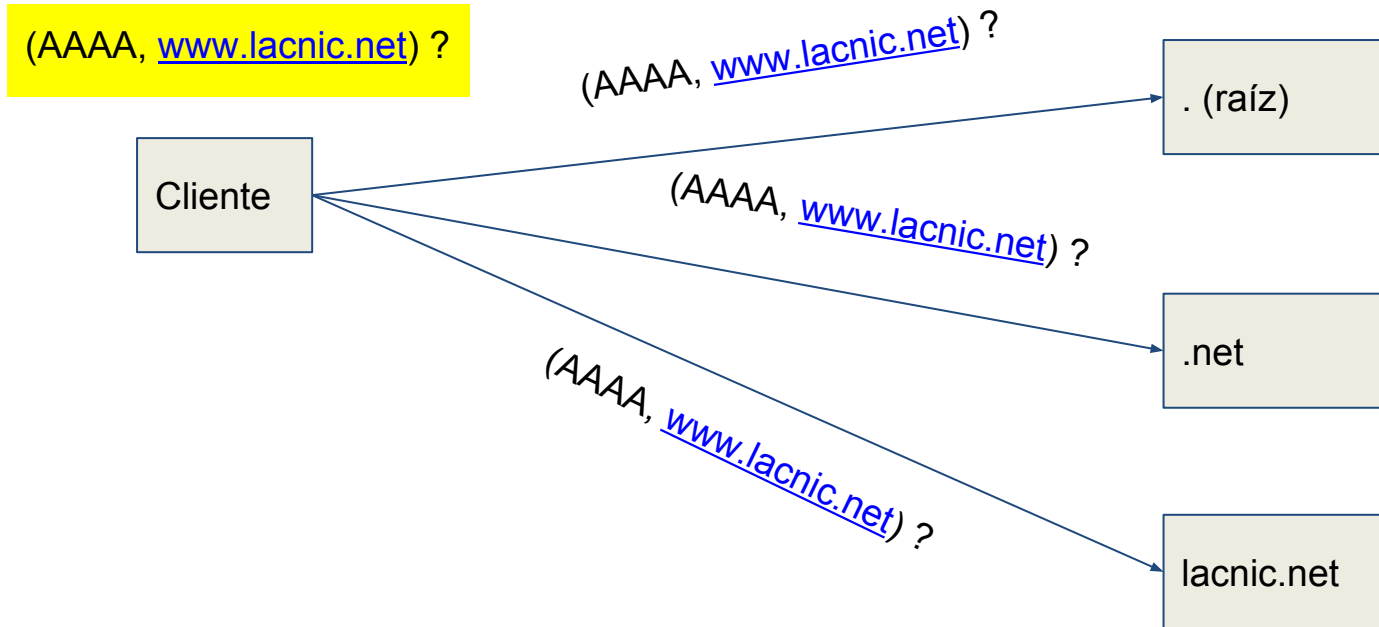 (AAAA, www.lacnic.net) ?
(AAAA, www.lacnic.net) ?
. (raíz)
Cliente
(AAAA, www.lacnic.net) ?
.net
(AAAA, www.lacnic.net) ?
lacnic.net